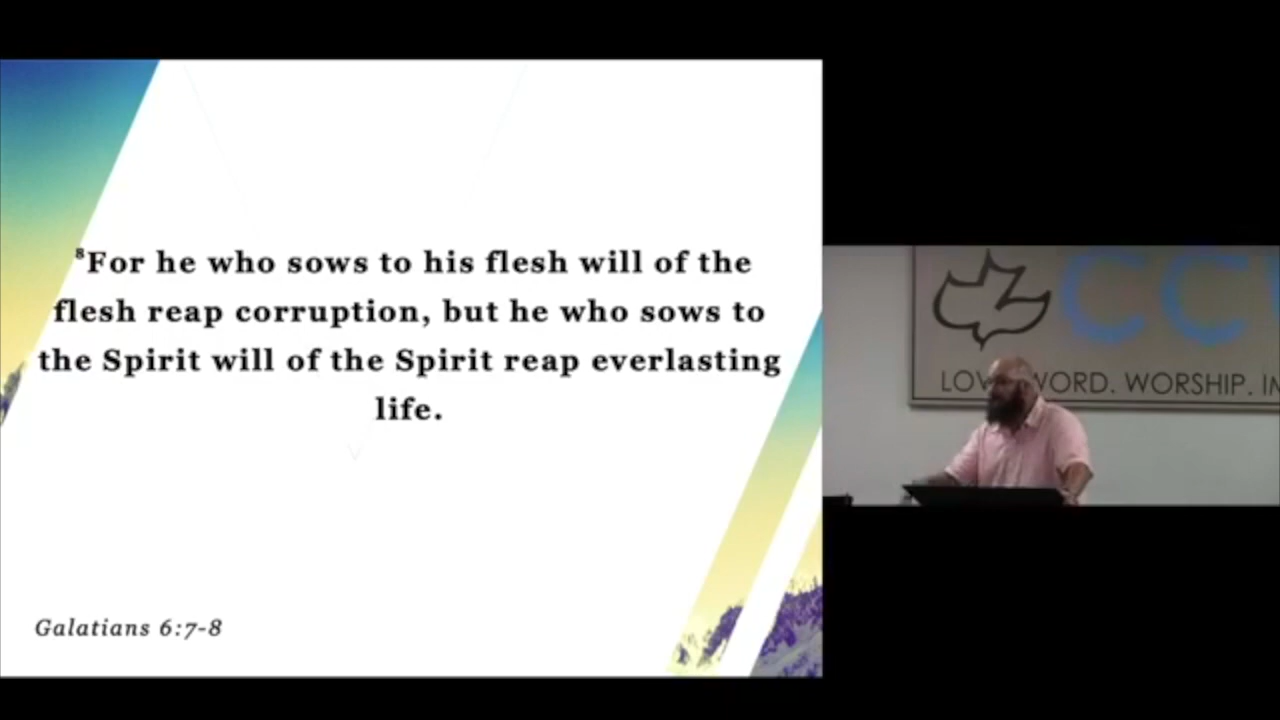 ⁸For he who sows to his flesh will of the
flesh reap corruption, but he who sows to
the Spirit will of the Spirit reap everlasting
life.
Galatians 6:7-8
CC
WORD. WORSHIP.